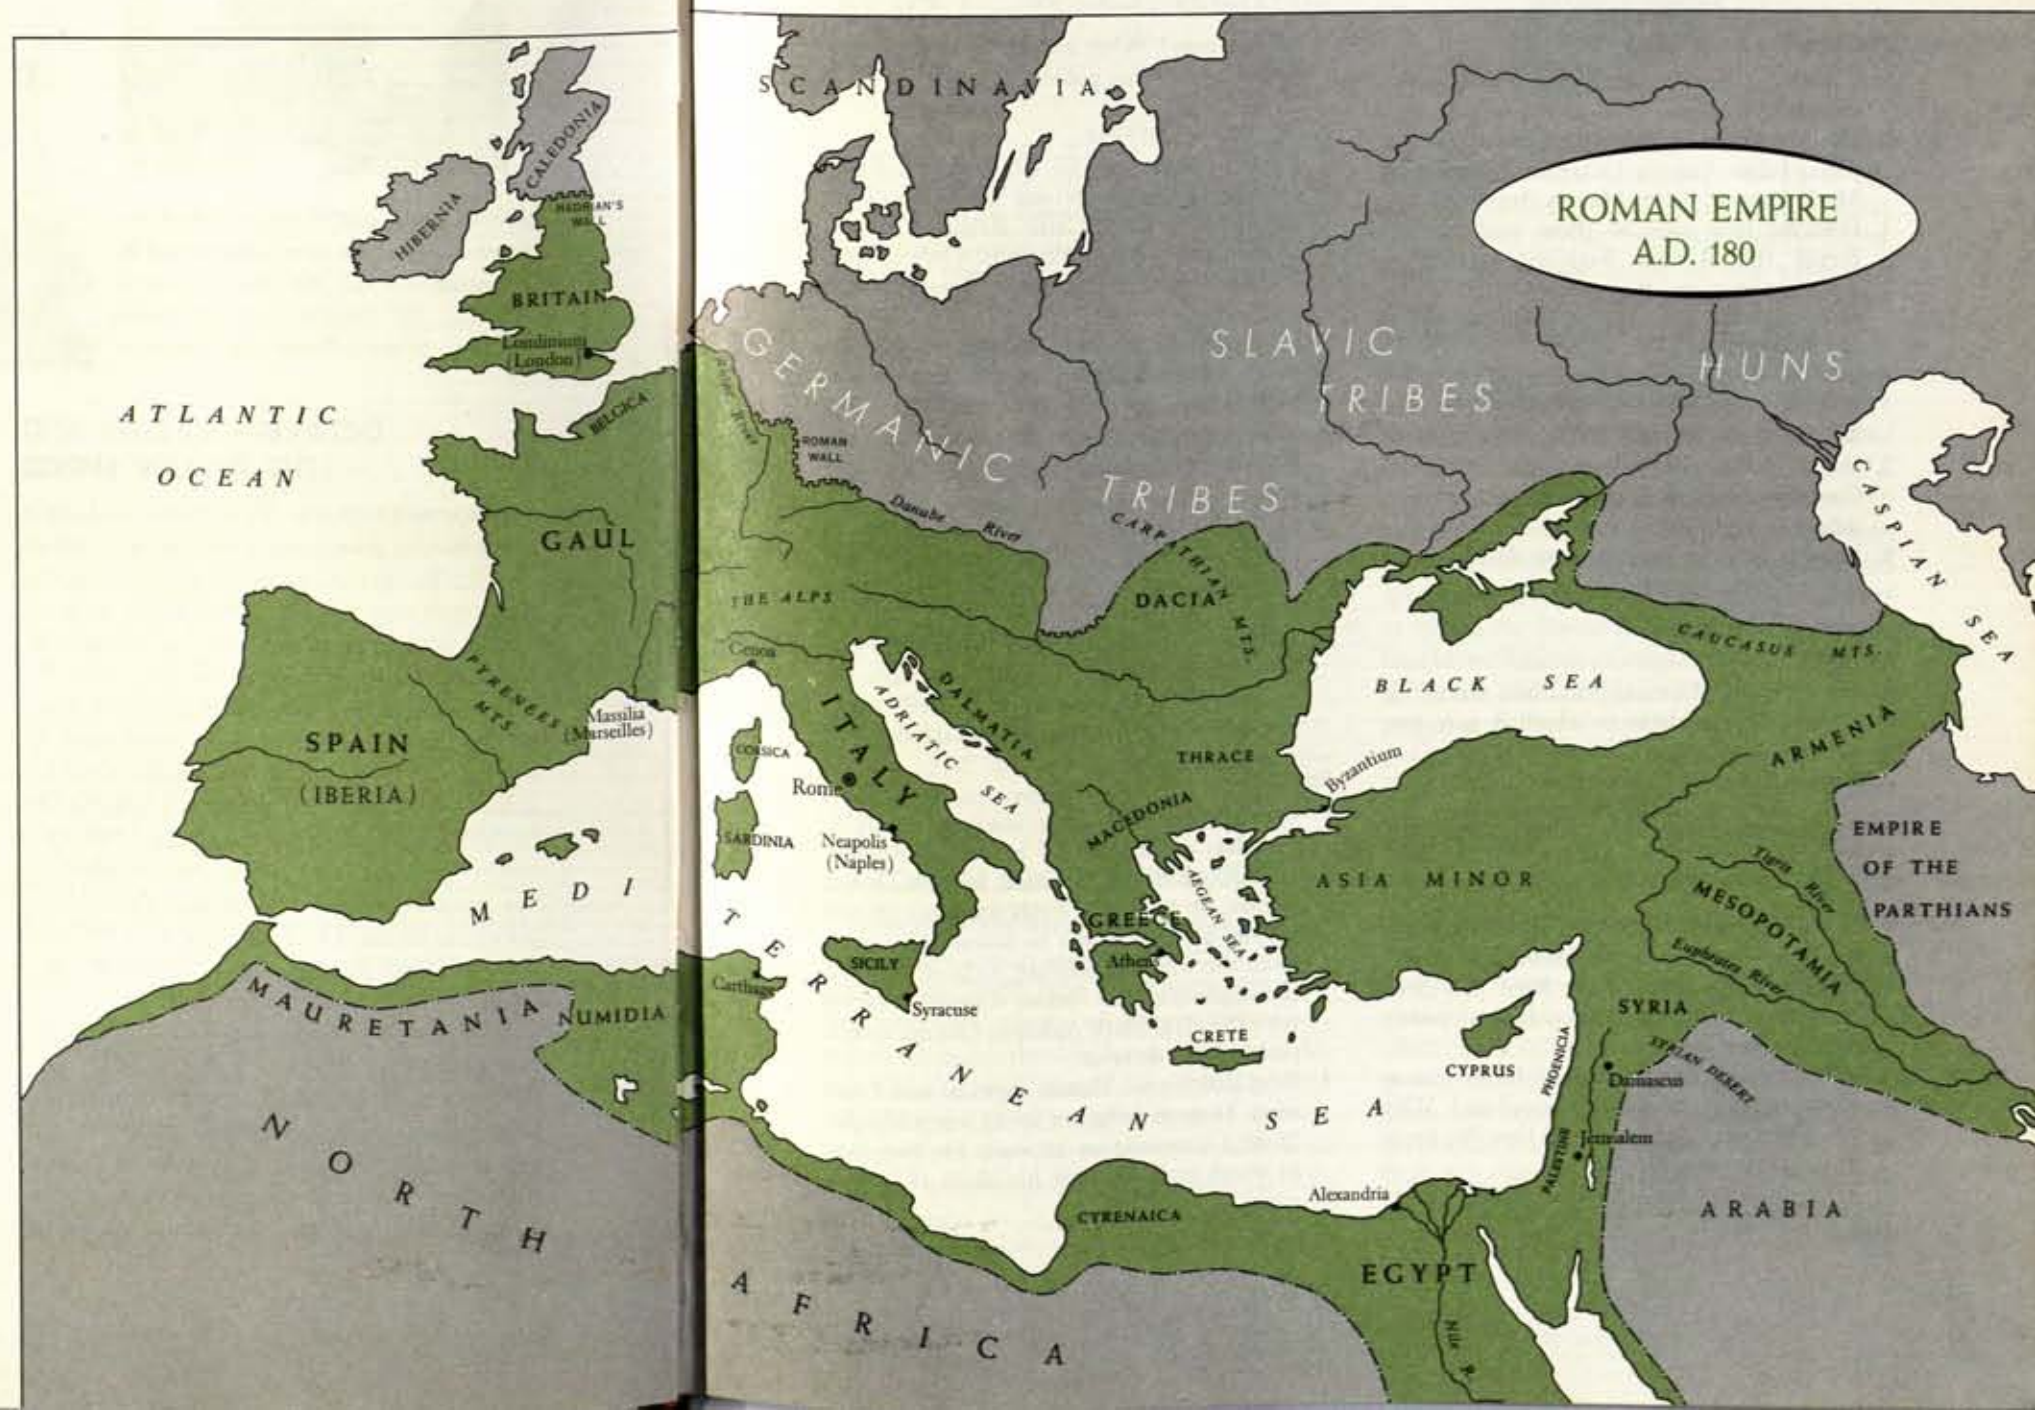 ROMAN EMPIRE
A.D. 180
SCANDINAVIA
CALEDONIA
HIBERNIA
HADRIAN'S
WALL
BRITAIN
Londinium
(London)
ATLANTIC
OCEAN
BELGICA
Rhine River
GERMANIC
TRIBES
SLAVIC
TRIBES
HUNS
ROMAN
WALL
Danube River
CARPATHIAN MTS.
CASPIAN SEA
GAUL
THE ALPS
DACIA
CAUCASUS MTS.
Genoa
PYRENEES
MTS.
Massilia
(Marseilles)
SPAIN
(IBERIA)
ITALY
ADRIATIC SEA
DALMATIA
BLACK SEA
ARMENIA
CORSICA
Rome
THRACE
Byzantium
SARDINIA
Neapolis
(Naples)
MACEDONIA
EMPIRE
OF THE
PARTHIANS
ASIA MINOR
Tigris River
MESOPOTAMIA
Euphrates River
AEGEAN SEA
GREECE
Athens
MEDITERRANEAN SEA
SICILY
Syracuse
Carthage
MAURETANIA
NUMIDIA
CRETE
CYPRUS
SYRIA
PHOENICIA
SYRIAN DESERT
Damascus
Jerusalem
PALESTINE
Alexandria
CYRENAICA
EGYPT
ARABIA
Nile R.
NORTH
AFRICA